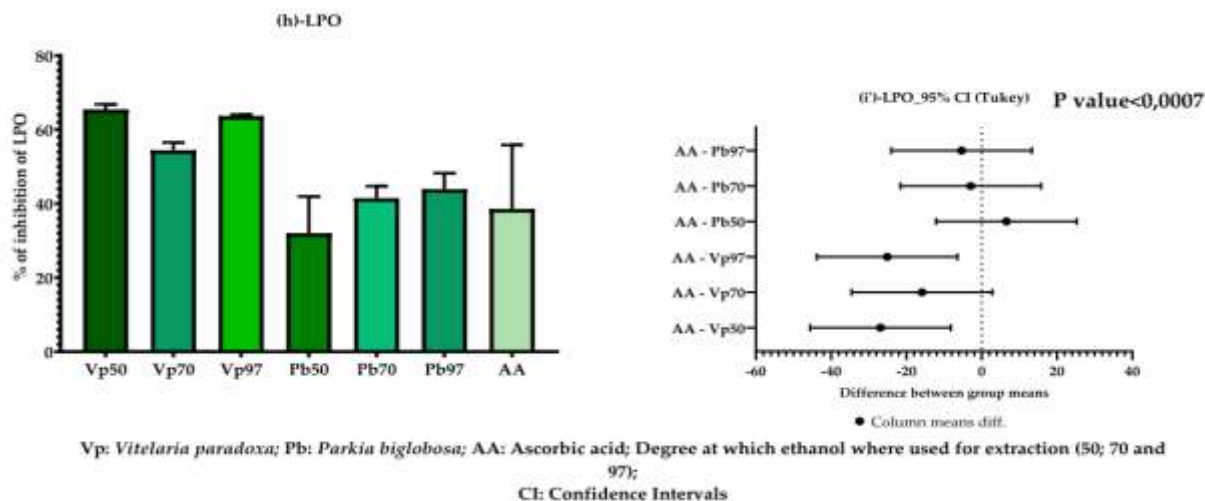 (h)-LPO
% of inhibition of LPO
80
60
40
20
0
Vp50 Vp70 Vp97 Pb50 Pb70 Pb97 AA
(i')-LPO_95% CI (Tukey) P value<0,0007
AA - Pb97
AA - Pb70
AA - Pb50
AA - Vp97
AA - Vp70
AA - Vp50
-60 -40 -20 0 20 40
Difference between group means
Column means diff.
Vp: Vitelaria paradoxa; Pb: Parkia biglobosa; AA: Ascorbic acid; Degree at which ethanol where used for extraction (50; 70 and
97);
CI: Confidence Intervals